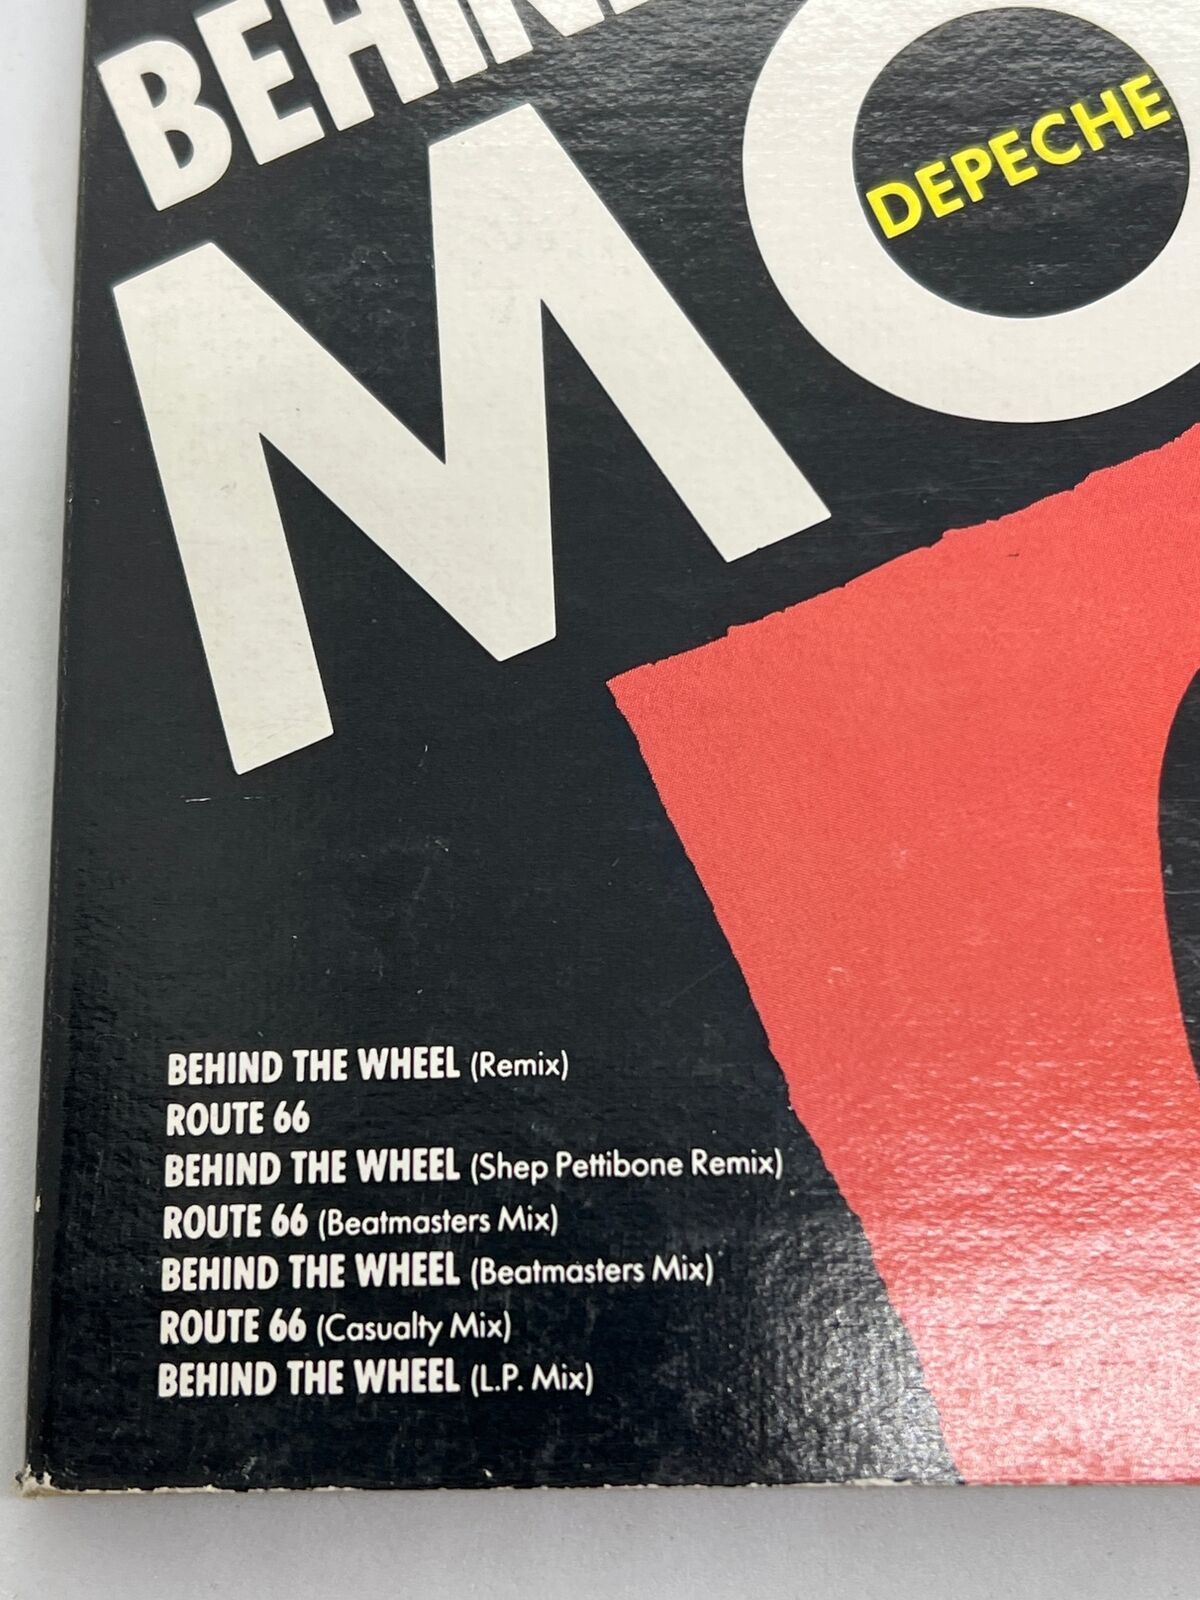 BEHIN
MO
DEPECHE
BEHIND THE WHEEL (Remix)
ROUTE 66
BEHIND THE WHEEL (Shep Pettibone Remix)
ROUTE 66 (Beatmasters Mix)
BEHIND THE WHEEL (Beatmasters Mix)
ROUTE 66 (Casualty Mix)
BEHIND THE WHEEL (L.P. Mix)